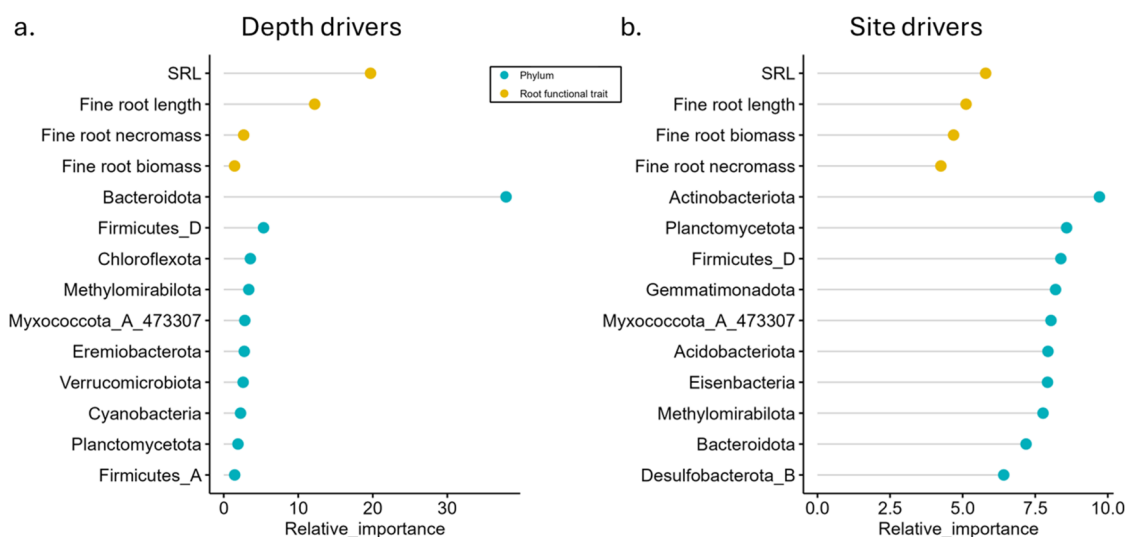 a.
Depth drivers
SRL
Fine root length
Fine root necromass
Fine root biomass
Bacteroidota
Firmicutes_D
Chloroflexota
Methylomirabilota
Myxococcota_A_473307
Eremiobacterota
Verrucomicrobiota
Cyanobacteria
Planctomycetota
Firmicutes_A
0 10 20 30
Relative_importance
Phylum
Root functional trait
b.
Site drivers
SRL
Fine root length
Fine root biomass
Fine root necromass
Actinobacteriota
Planctomycetota
Firmicutes_D
Gemmatimonadota
Myxococcota_A_473307
Acidobacteriota
Eisenbacteria
Methylomirabilota
Bacteroidota
Desulfobacterota_B
0.0 2.5 5.0 7.5 10.0
Relative_importance